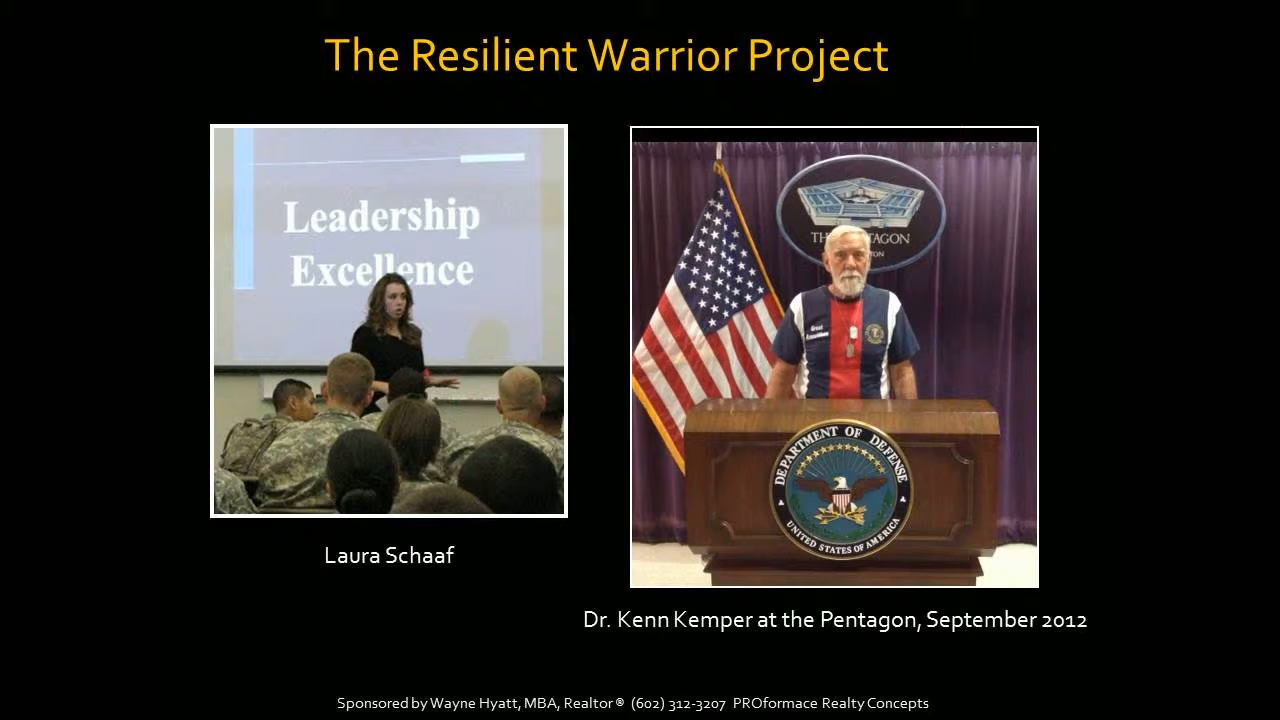 The Resilient Warrior Project
Leadership
Excellence
THE PENTAGON
DEPARTMENT OF DEFENSE
UNITED STATES OF AMERICA
Laura Schaaf
Dr. Kenn Kemper at the Pentagon, September 2012
Sponsored by Wayne Hyatt, MBA, Realtor ® (602) 312-3207 PROformace Realty Concepts